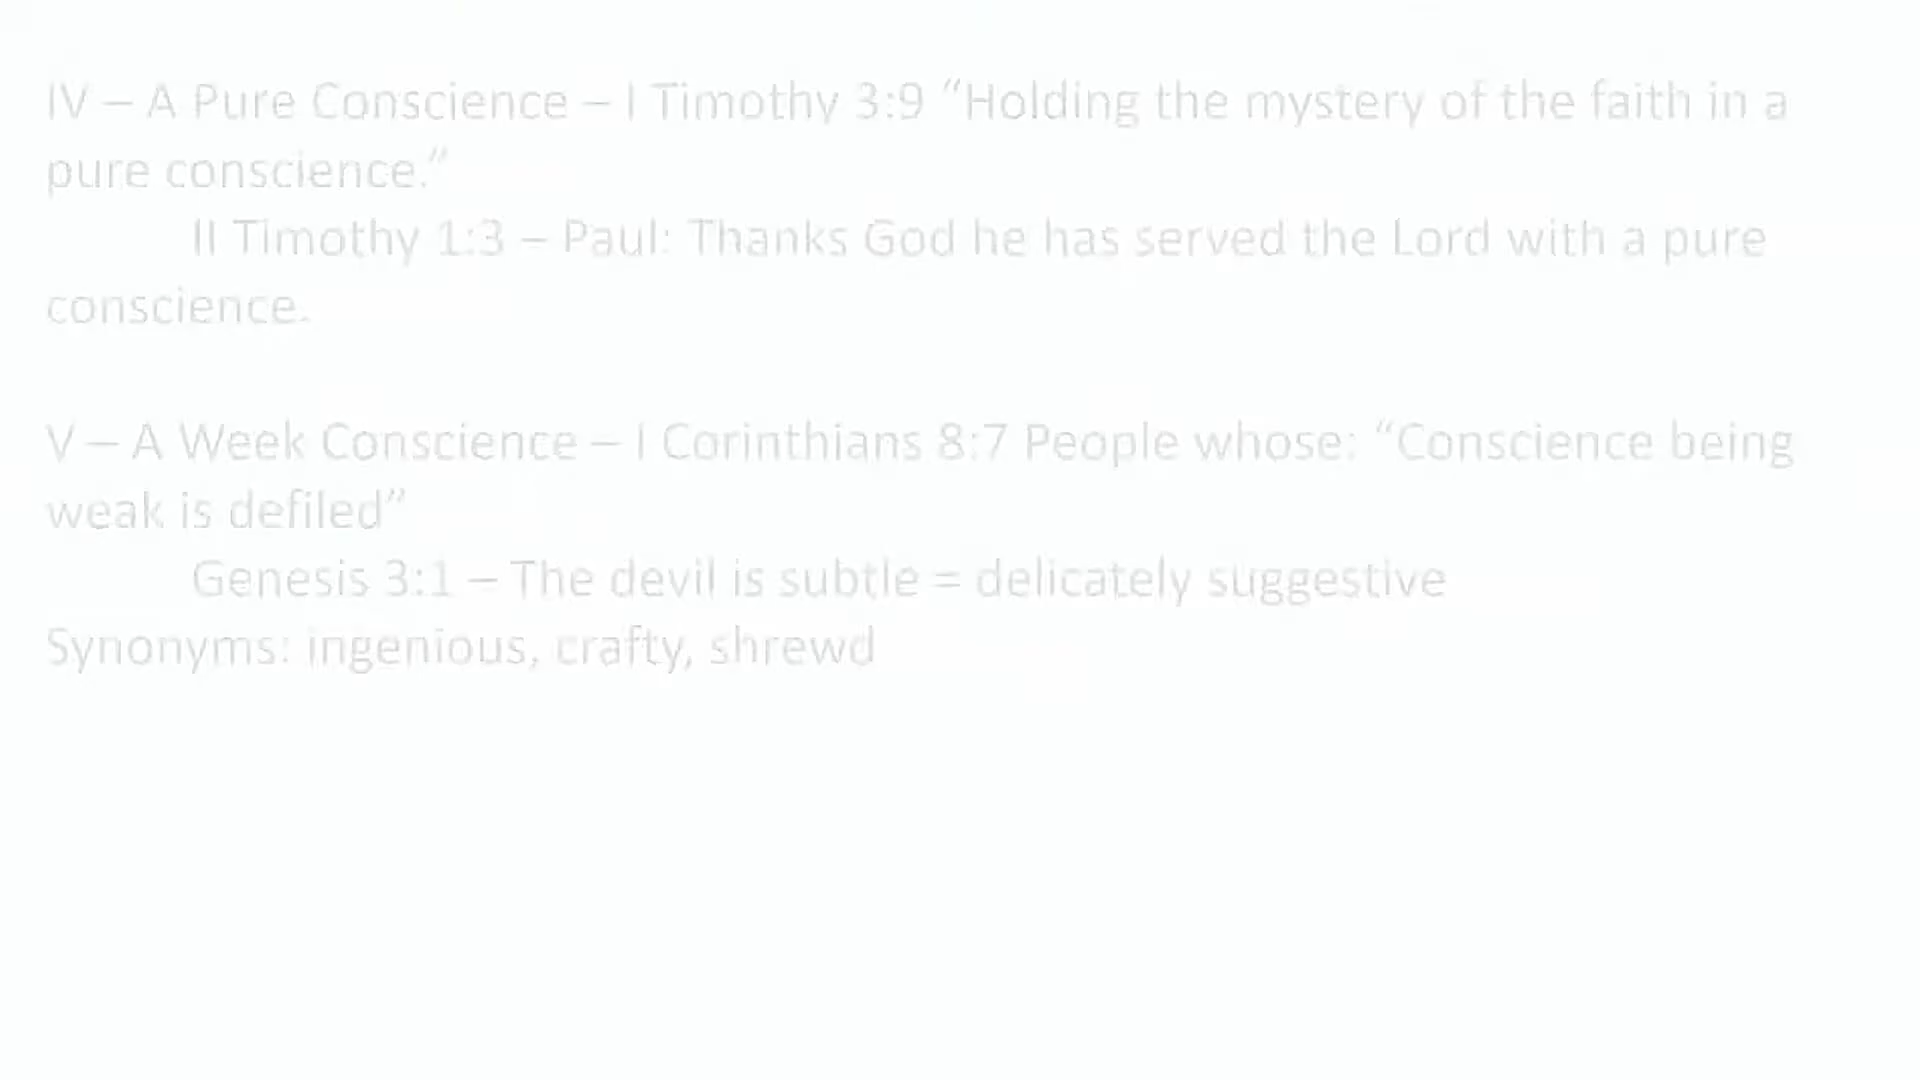 IV – A Pure Conscience – I Timothy 3:9 “Holding the mystery of the faith in a
pure conscience.”
II Timothy 1:3 – Paul: Thanks God he has served the Lord with a pure
conscience.
V – A Week Conscience – I Corinthians 8:7 People whose: “Conscience being
weak is defiled”
Genesis 3:1 – The devil is subtle = delicately suggestive
Synonyms: ingenious, crafty, shrewd